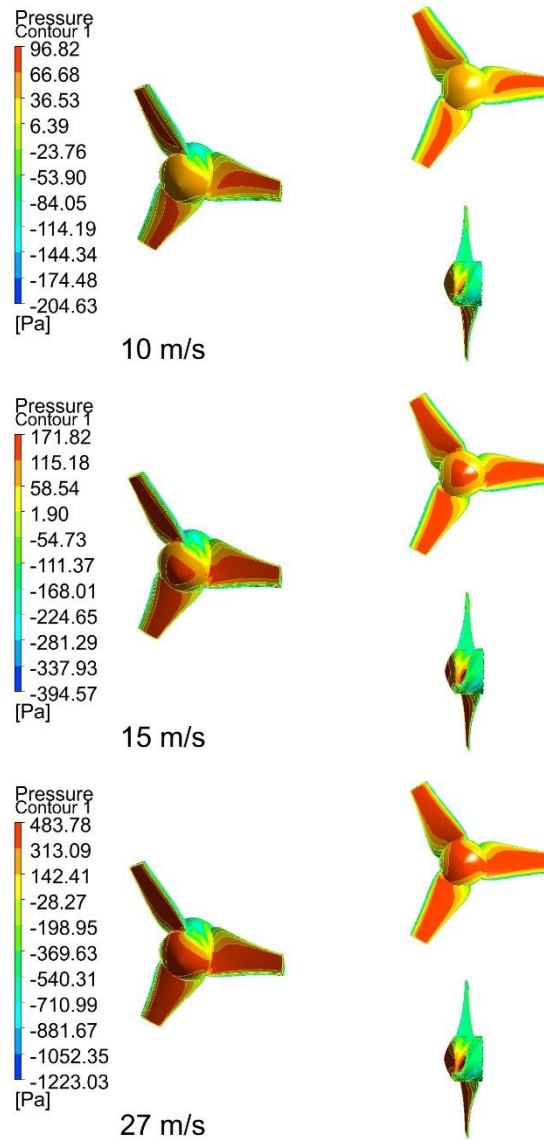 Pressure
Contour 1
96.82
66.68
36.53
6.39
-23.76
-53.90
-84.05
-114.19
-144.34
-174.48
-204.63
[Pa]
10 m/s
Pressure
Contour 1
171.82
115.18
58.54
1.90
-54.73
-111.37
-168.01
-224.65
-281.29
-337.93
-394.57
[Pa]
15 m/s
Pressure
Contour 1
483.78
313.09
142.41
-28.27
-198.95
-369.63
-540.31
-710.99
-881.67
-1052.35
-1223.03
[Pa]
27 m/s